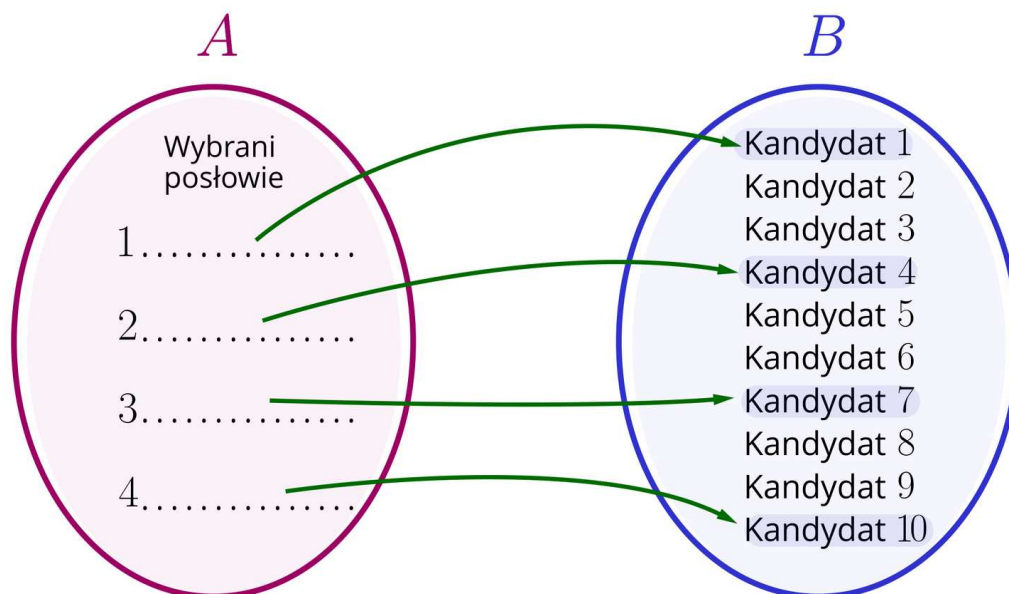 A
B
Wybrani
posłowie
1...............
2...............
3...............
4...............
Kandydat 1
Kandydat 2
Kandydat 3
Kandydat 4
Kandydat 5
Kandydat 6
Kandydat 7
Kandydat 8
Kandydat 9
Kandydat 10